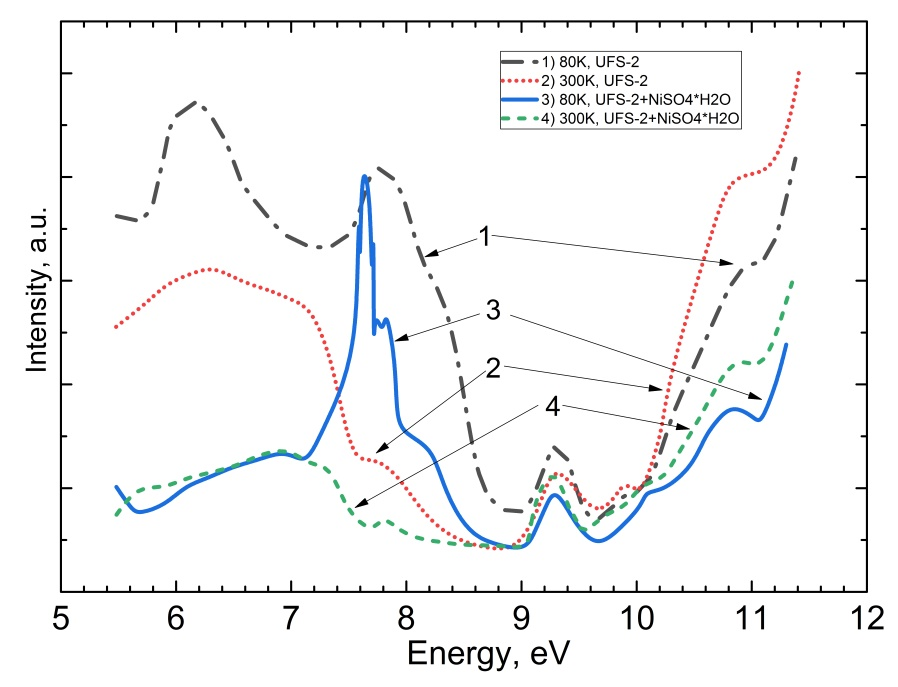 1) 80K, UFS-2
2) 300K, UFS-2
3) 80K, UFS-2+NiSO4*H2O
4) 300K, UFS-2+NiSO4*H2O
1
3
2
4
Intensity, a.u.
5 6 7 8 9 10 11 12
Energy, eV